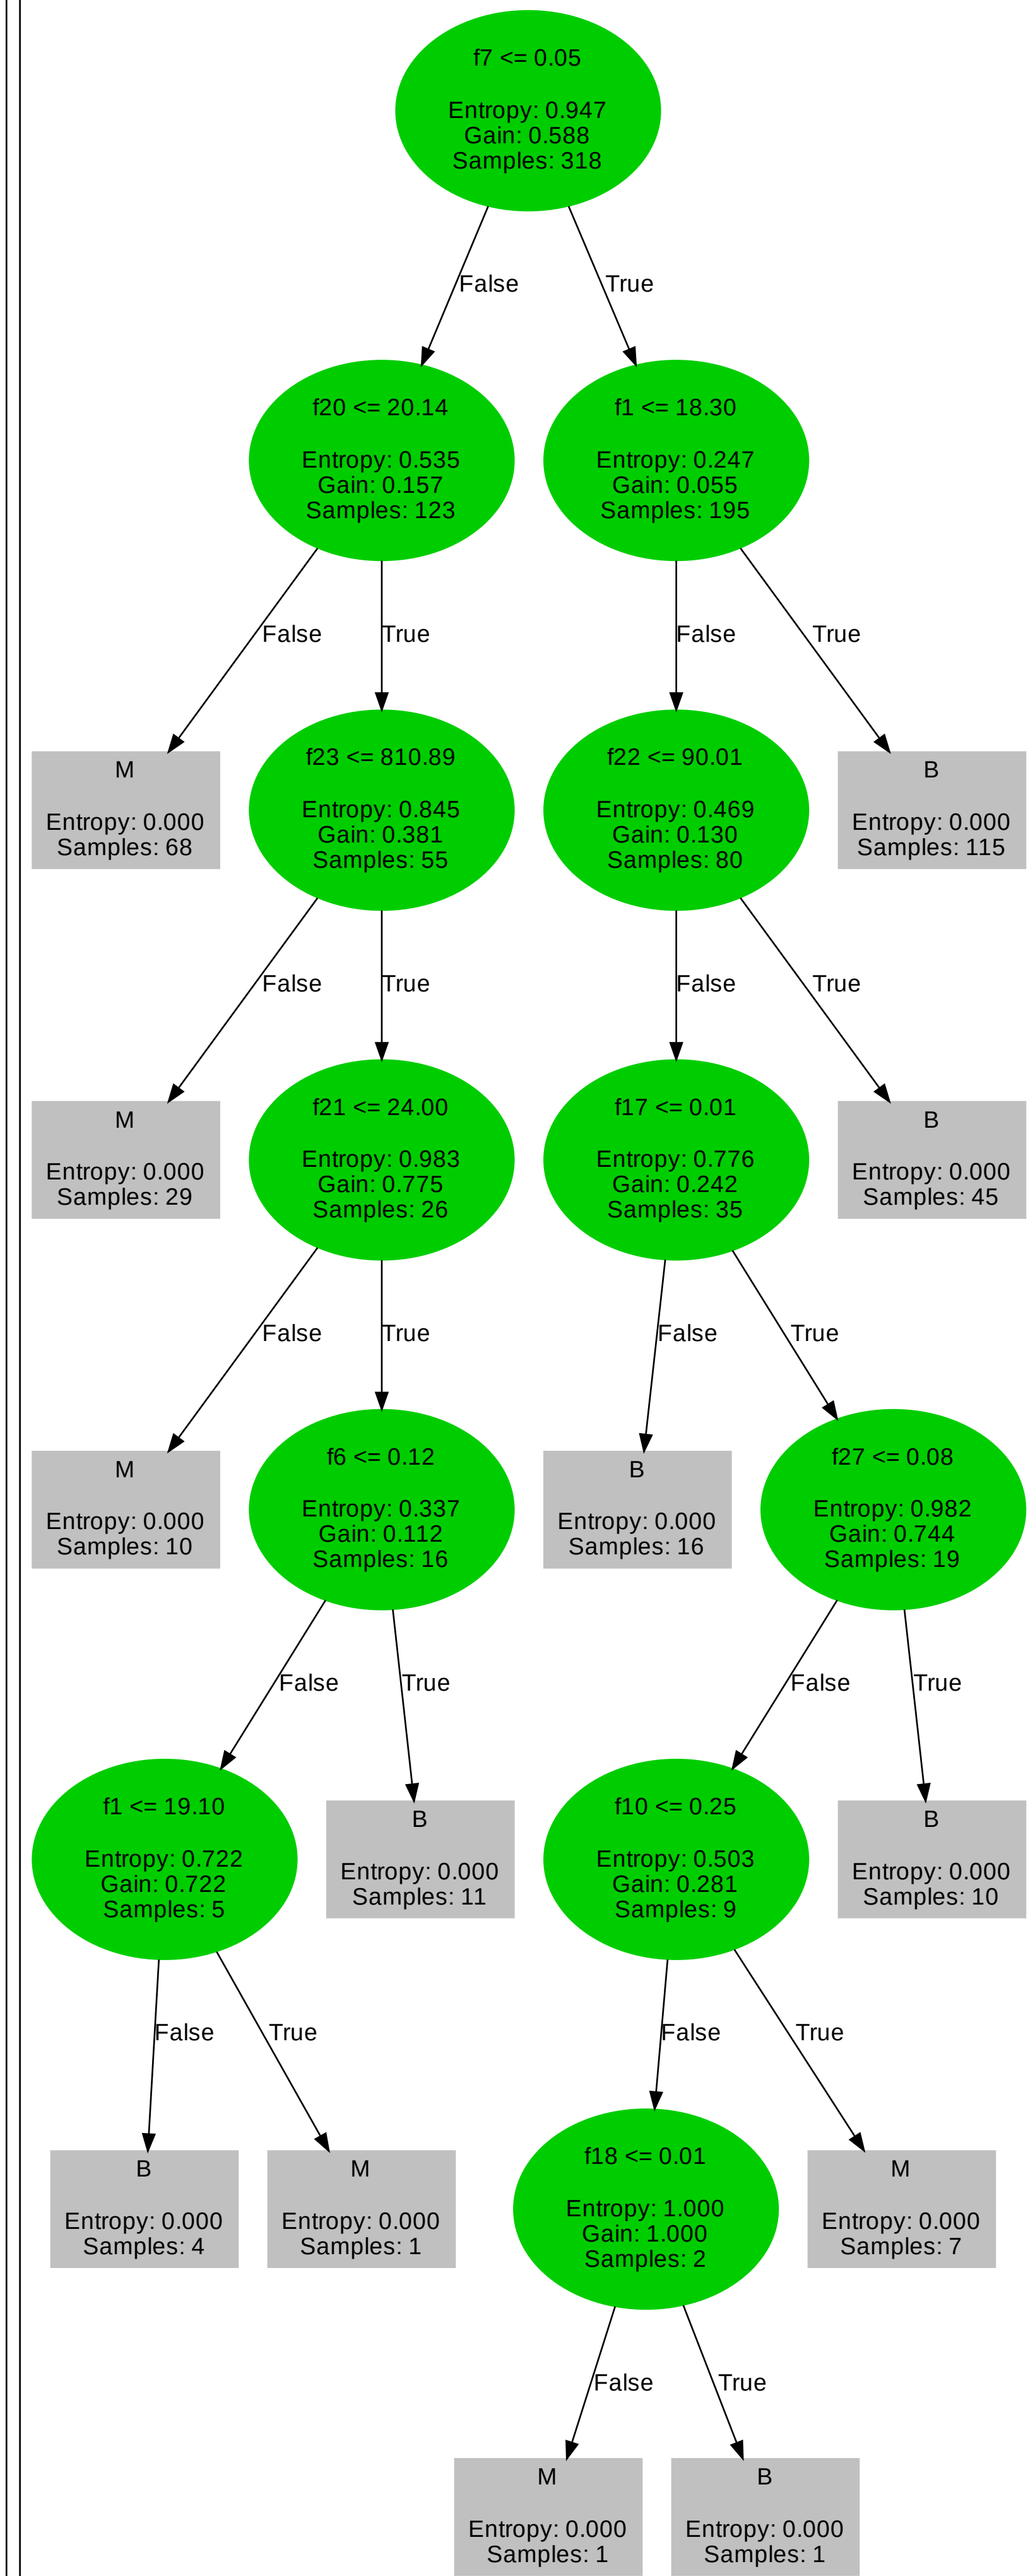 f7 <= 0.05
Entropy: 0.947
Gain: 0.588
Samples: 318
False
True
f20 <= 20.14
Entropy: 0.535
Gain: 0.157
Samples: 123
f1 <= 18.30
Entropy: 0.247
Gain: 0.055
Samples: 195
False
True
False
True
M
Entropy: 0.000
Samples: 68
f23 <= 810.89
Entropy: 0.845
Gain: 0.381
Samples: 55
f22 <= 90.01
Entropy: 0.469
Gain: 0.130
Samples: 80
B
Entropy: 0.000
Samples: 115
False
True
False
True
M
Entropy: 0.000
Samples: 29
f21 <= 24.00
Entropy: 0.983
Gain: 0.775
Samples: 26
f17 <= 0.01
Entropy: 0.776
Gain: 0.242
Samples: 35
B
Entropy: 0.000
Samples: 45
False
True
False
True
M
Entropy: 0.000
Samples: 10
f6 <= 0.12
Entropy: 0.337
Gain: 0.112
Samples: 16
B
Entropy: 0.000
Samples: 16
f27 <= 0.08
Entropy: 0.982
Gain: 0.744
Samples: 19
False
True
False
True
f1 <= 19.10
Entropy: 0.722
Gain: 0.722
Samples: 5
B
Entropy: 0.000
Samples: 11
f10 <= 0.25
Entropy: 0.503
Gain: 0.281
Samples: 9
B
Entropy: 0.000
Samples: 10
False
True
False
True
B
Entropy: 0.000
Samples: 4
M
Entropy: 0.000
Samples: 1
f18 <= 0.01
Entropy: 1.000
Gain: 1.000
Samples: 2
M
Entropy: 0.000
Samples: 7
False
True
M
Entropy: 0.000
Samples: 1
B
Entropy: 0.000
Samples: 1